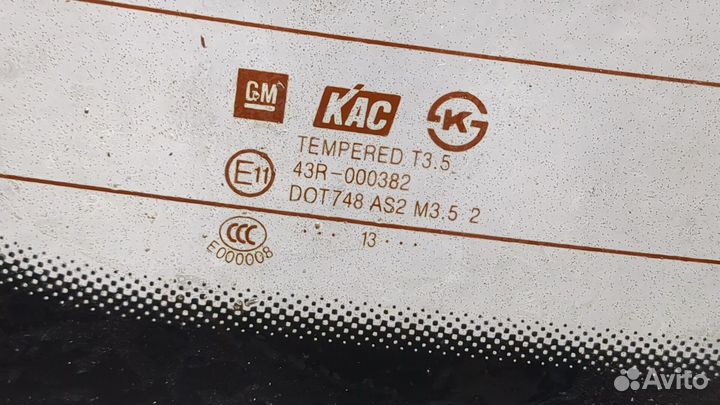 GM KAC K
TEMPERED T3.5
E11 43R-000382
DOT748 AS2 M3.5 2
CCC
E000008
·· 13 ···
Avito